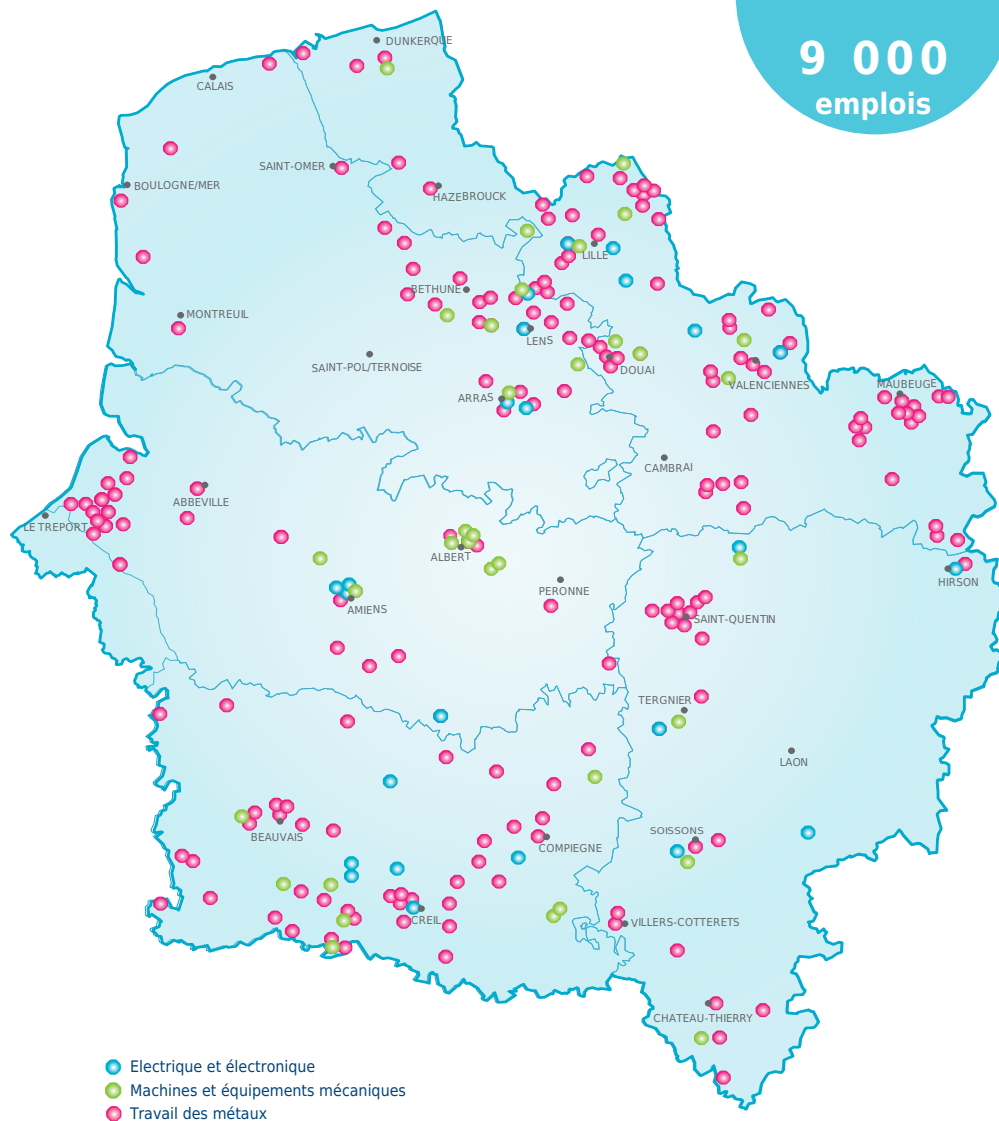 9 000
emplois
DUNKERQUE
CALAIS
SAINT-OMER
BOULOGNE/MER
HAZEBROUCK
LILLE
BETHUNE
MONTREUIL
LENS
SAINT-POL/TERNOISE
DOUAI
VALENCIENNES
MAUBEUGE
ARRAS
CAMBRAI
ABBEVILLE
LE TREPORT
ALBERT
HIRSON
PERONNE
AMIENS
SAINT-QUENTIN
TERGNIER
LAON
SOISSONS
BEAUVAIS
COMPIEGNE
CREIL
VILLERS-COTTERETS
CHATEAU-THIERRY
Electrique et électronique
Machines et équipements mécaniques
Travail des métaux